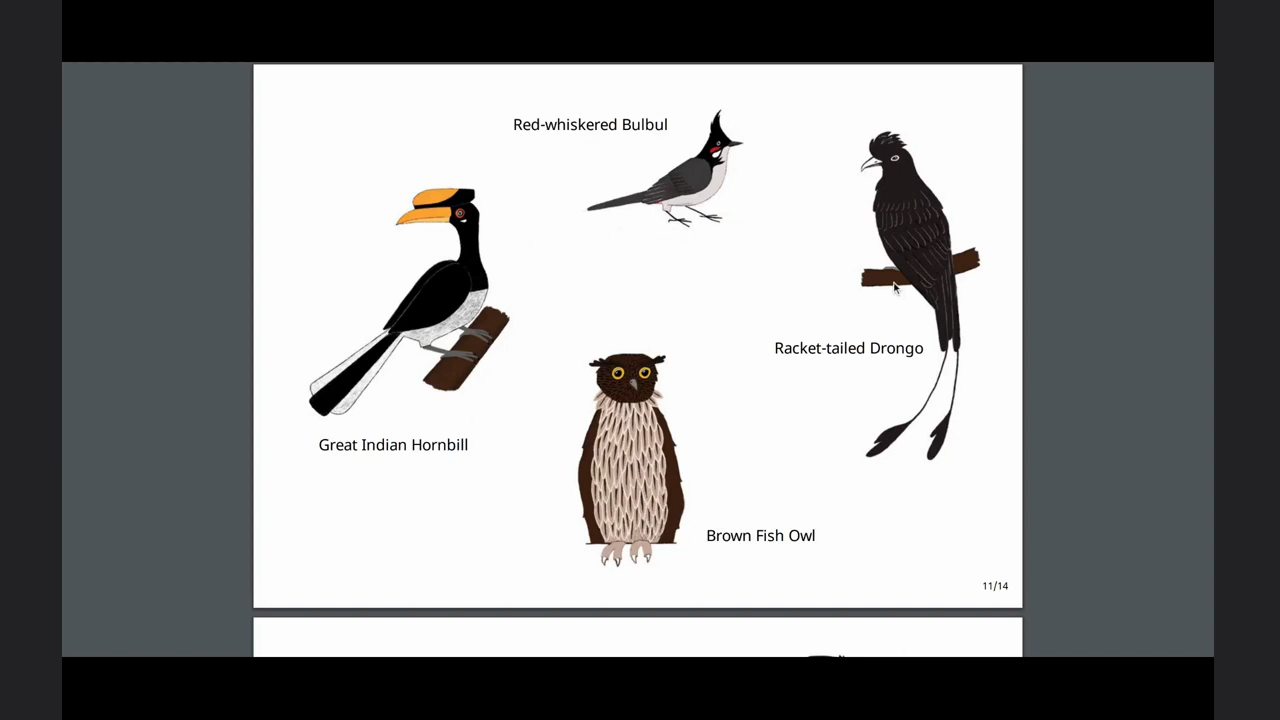 Red-whiskered Bulbul
Racket-tailed Drongo
Great Indian Hornbill
Brown Fish Owl
11/14